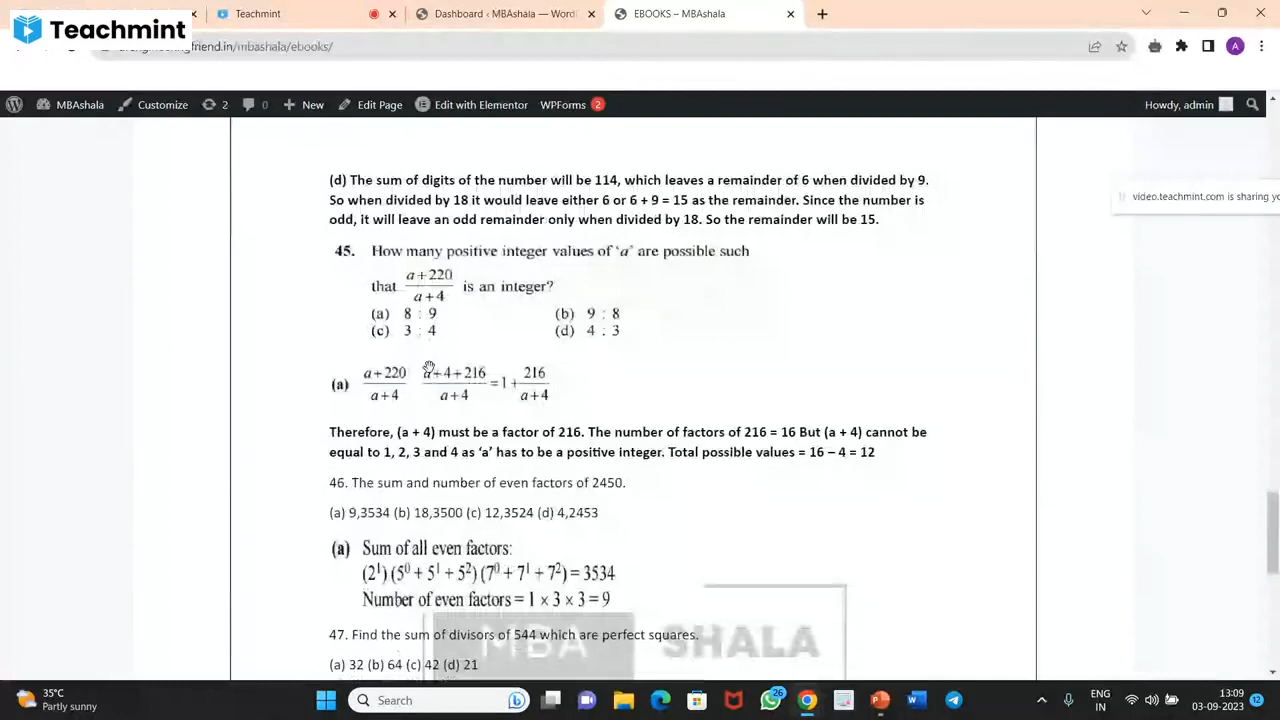 Teachmint
Teachmint
Dashboard ‹ MBAshala — Word
EBOOKS – MBAshala
friend.in/mbashala/ebooks/
A
MBAshala
Customize
2
0
New
Edit Page
Edit with Elementor
WPForms 2
Howdy, admin
video.teachmint.com is sharing yo
(d) The sum of digits of the number will be 114, which leaves a remainder of 6 when divided by 9.
So when divided by 18 it would leave either 6 or 6 + 9 = 15 as the remainder. Since the number is
odd, it will leave an odd remainder only when divided by 18. So the remainder will be 15.
45. How many positive integer values of ‘a’ are possible such
that a+220/a+4 is an integer?
(a) 8 : 9 (b) 9 : 8
(c) 3 : 4 (d) 4 : 3
(a) a+220/a+4 a+4+216/a+4 = 1 + 216/a+4
Therefore, (a + 4) must be a factor of 216. The number of factors of 216 = 16 But (a + 4) cannot be
equal to 1, 2, 3 and 4 as ‘a’ has to be a positive integer. Total possible values = 16 – 4 = 12
46. The sum and number of even factors of 2450.
(a) 9,3534 (b) 18,3500 (c) 12,3524 (d) 4,2453
(a) Sum of all even factors:
(2¹) (5⁰ + 5¹ + 5²) (7⁰ + 7¹ + 7²) = 3534
Number of even factors = 1 × 3 × 3 = 9
47. Find the sum of divisors of 544 which are perfect squares.
MBA SHALA
(a) 32 (b) 64 (c) 42 (d) 21
35°C
Partly sunny
Search
26
ENG
IN
13:09
03-09-2023
12